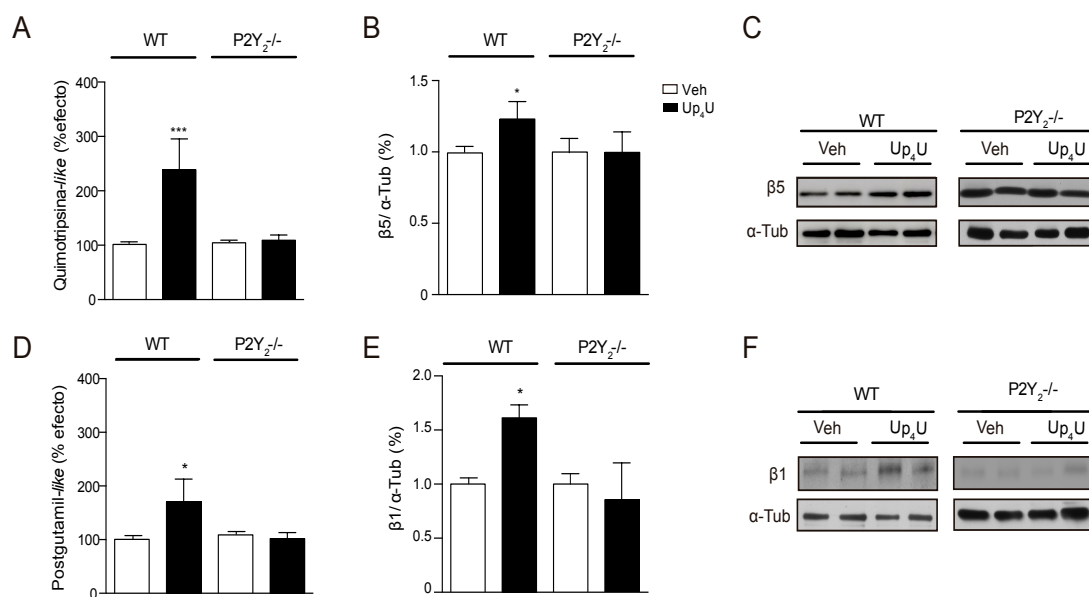 A
WT P2Y2-/-
Quimotripsina-like (%efecto)
400
300
200
100
0
***
B
WT P2Y2-/-
β5/ α-Tub (%)
1.5
1.0
0.5
0
*
Veh
Up4U
C
WT P2Y2-/-
Veh Up4U Veh Up4U
β5
α-Tub
D
WT P2Y2-/-
Postgutamil-like (% efecto)
400
300
200
100
0
*
E
WT P2Y2-/-
β1/ α-Tub (%)
2.0
1.5
1.0
0.5
0
*
F
WT P2Y2-/-
Veh Up4U Veh Up4U
β1
α-Tub